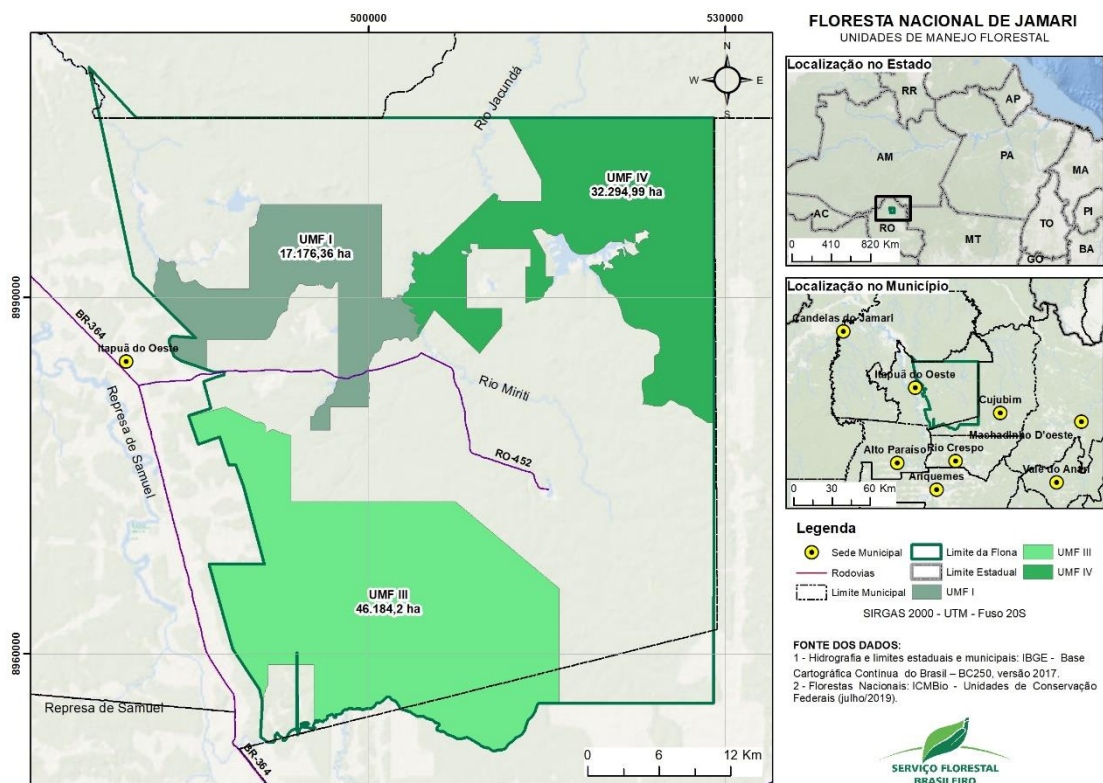 500000
530000
8990000
8960000
N
W
E
S
Rio Jacundá
UMF IV
32.294,99 ha
UMF I
17.176,36 ha
BR-364
Itapuã do Oeste
Represa de Samuel
Rio Miriti
RO-452
UMF III
46.184,2 ha
Represa de Samuel
BR-364
0 6 12 Km
FLORESTA NACIONAL DE JAMARI
UNIDADES DE MANEJO FLORESTAL
Localização no Estado
RR
AP
AM
PA
MA
AC
RO
MT
TO
PI
BA
GO
0 410 820 Km
Localização no Município
Candeias do Jamari
Itapuã do Oeste
Cujubim
Machadinho D'oeste
Alto Paraíso
Rio Crespo
Ariquemes
Vale do Anari
0 30 60 Km
Legenda
Sede Municipal
Limite da Flona
UMF III
Rodovias
Limite Estadual
UMF IV
Limite Municipal
UMF I
SIRGAS 2000 - UTM - Fuso 20S
FONTE DOS DADOS:
1 - Hidrografia e limites estaduais e municipais: IBGE - Base
Cartográfica Contínua do Brasil – BC250, versão 2017.
2 - Florestas Nacionais: ICMBio - Unidades de Conservação
Federais (julho/2019).
SERVIÇO FLORESTAL
BRASILEIRO